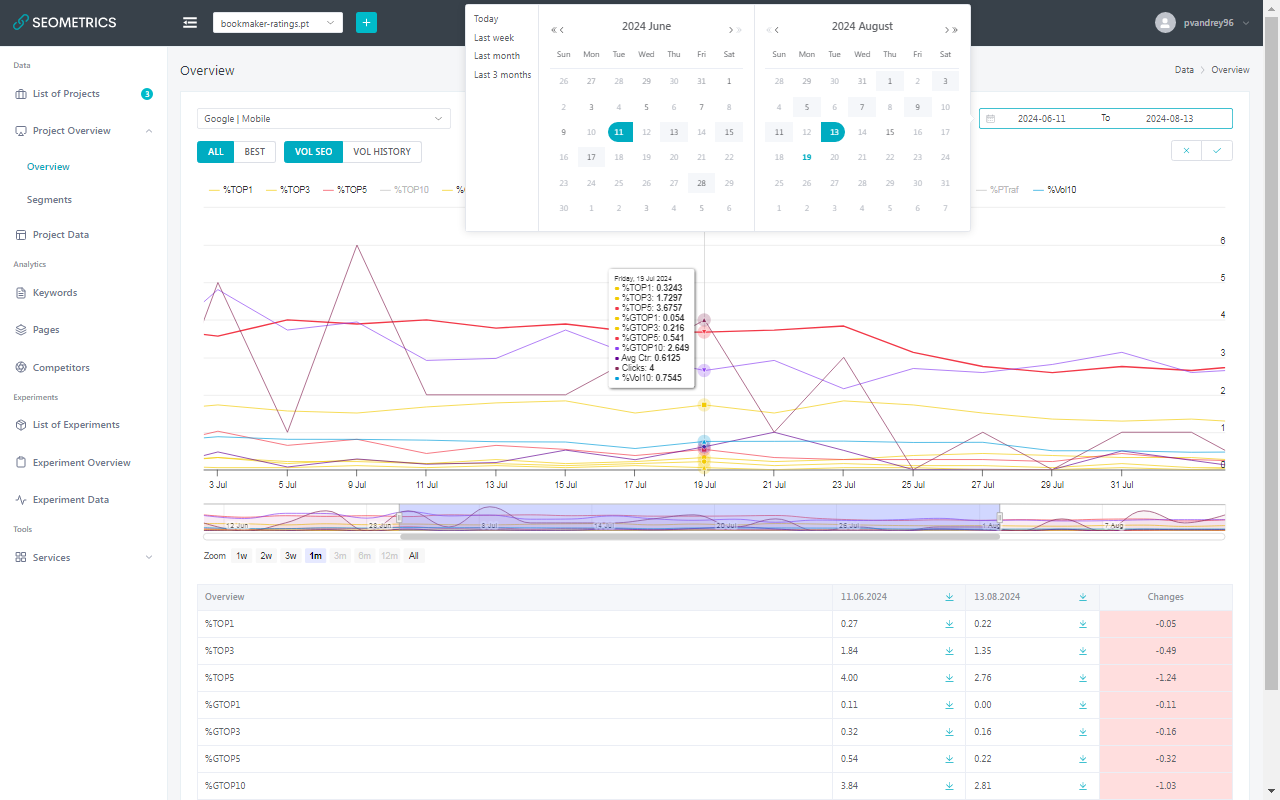 SEOMETRICS
bookmaker-ratings.pt
+
pvandrey96
Today
Last week
Last month
Last 3 months
« ‹ 2024 June › »
Sun Mon Tue Wed Thu Fri Sat
26 27 28 29 30 31 1
2 3 4 5 6 7 8
9 10 11 12 13 14 15
16 17 18 19 20 21 22
23 24 25 26 27 28 29
30 1 2 3 4 5 6
« ‹ 2024 August › »
Sun Mon Tue Wed Thu Fri Sat
28 29 30 31 1 2 3
4 5 6 7 8 9 10
11 12 13 14 15 16 17
18 19 20 21 22 23 24
25 26 27 28 29 30 31
1 2 3 4 5 6 7
Data
List of Projects 3
Project Overview
Overview
Segments
Project Data
Analytics
Keywords
Pages
Competitors
Experiments
List of Experiments
Experiment Overview
Experiment Data
Tools
Services
Overview
Data > Overview
Google | Mobile
2024-06-11 To 2024-08-13
ALL BEST VOL SEO VOL HISTORY
%TOP1 %TOP3 %TOP5 %TOP10 %PTraf %Vol10
6
5
4
3
2
1
0
Friday, 19 Jul 2024
%TOP1: 0.3243
%TOP3: 1.7297
%TOP5: 3.6757
%GTOP1: 0.054
%GTOP3: 0.216
%GTOP5: 0.541
%GTOP10: 2.649
Avg Ctr: 0.6125
Clicks: 4
%Vol10: 0.7545
3 Jul 5 Jul 9 Jul 11 Jul 13 Jul 15 Jul 17 Jul 19 Jul 21 Jul 23 Jul 25 Jul 27 Jul 29 Jul 31 Jul
12 Jun 28 Jun 8 Jul 14 Jul 20 Jul 26 Jul 1 Aug 7 Aug
Zoom 1w 2w 3w 1m 3m 6m 12m All
Overview 11.06.2024 13.08.2024 Changes
%TOP1 0.27 0.22 -0.05
%TOP3 1.84 1.35 -0.49
%TOP5 4.00 2.76 -1.24
%GTOP1 0.11 0.00 -0.11
%GTOP3 0.32 0.16 -0.16
%GTOP5 0.54 0.22 -0.32
%GTOP10 3.84 2.81 -1.03